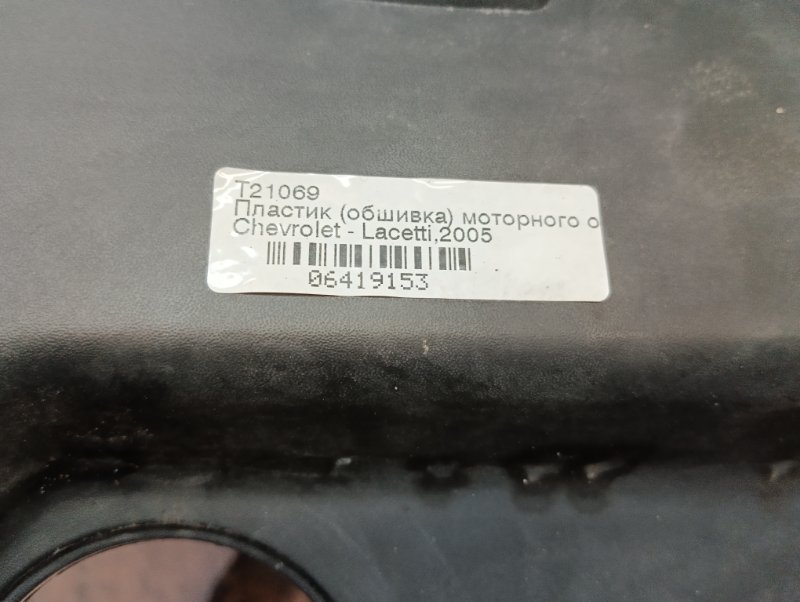 T21069
Пластик (обшивка) моторного о
Chevrolet - Lacetti,2005
06419153